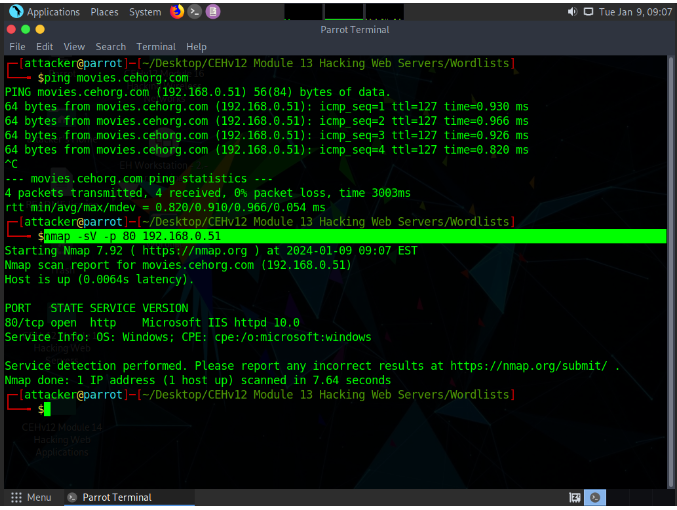 Applications Places System Tue Jan 9, 09:07
Parrot Terminal
File Edit View Search Terminal Help
[attacker@parrot]-[~/Desktop/CEHv12 Module 13 Hacking Web Servers/Wordlists]
$ping movies.cehorg.com
PING movies.cehorg.com (192.168.0.51) 56(84) bytes of data.
64 bytes from movies.cehorg.com (192.168.0.51): icmp_seq=1 ttl=127 time=0.930 ms
64 bytes from movies.cehorg.com (192.168.0.51): icmp_seq=2 ttl=127 time=0.966 ms
64 bytes from movies.cehorg.com (192.168.0.51): icmp_seq=3 ttl=127 time=0.926 ms
64 bytes from movies.cehorg.com (192.168.0.51): icmp_seq=4 ttl=127 time=0.820 ms
^C
--- movies.cehorg.com ping statistics ---
4 packets transmitted, 4 received, 0% packet loss, time 3003ms
rtt min/avg/max/mdev = 0.820/0.910/0.966/0.054 ms
[attacker@parrot]-[~/Desktop/CEHv12 Module 13 Hacking Web Servers/Wordlists]
$nmap -sV -p 80 192.168.0.51
Starting Nmap 7.92 ( https://nmap.org ) at 2024-01-09 09:07 EST
Nmap scan report for movies.cehorg.com (192.168.0.51)
Host is up (0.0064s latency).
PORT STATE SERVICE VERSION
80/tcp open http Microsoft IIS httpd 10.0
Service Info: OS: Windows; CPE: cpe:/o:microsoft:windows
Service detection performed. Please report any incorrect results at https://nmap.org/submit/ .
Nmap done: 1 IP address (1 host up) scanned in 7.64 seconds
[attacker@parrot]-[~/Desktop/CEHv12 Module 13 Hacking Web Servers/Wordlists]
$
CEHv12 Module 14
Hacking Web
Applications
Menu Parrot Terminal